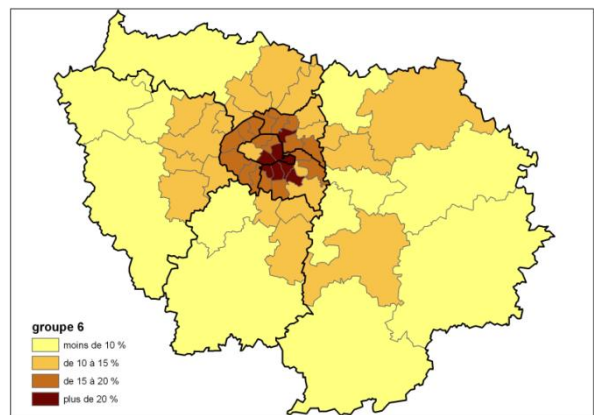 groupe 6
moins de 10 %
de 10 à 15 %
de 15 à 20 %
plus de 20 %